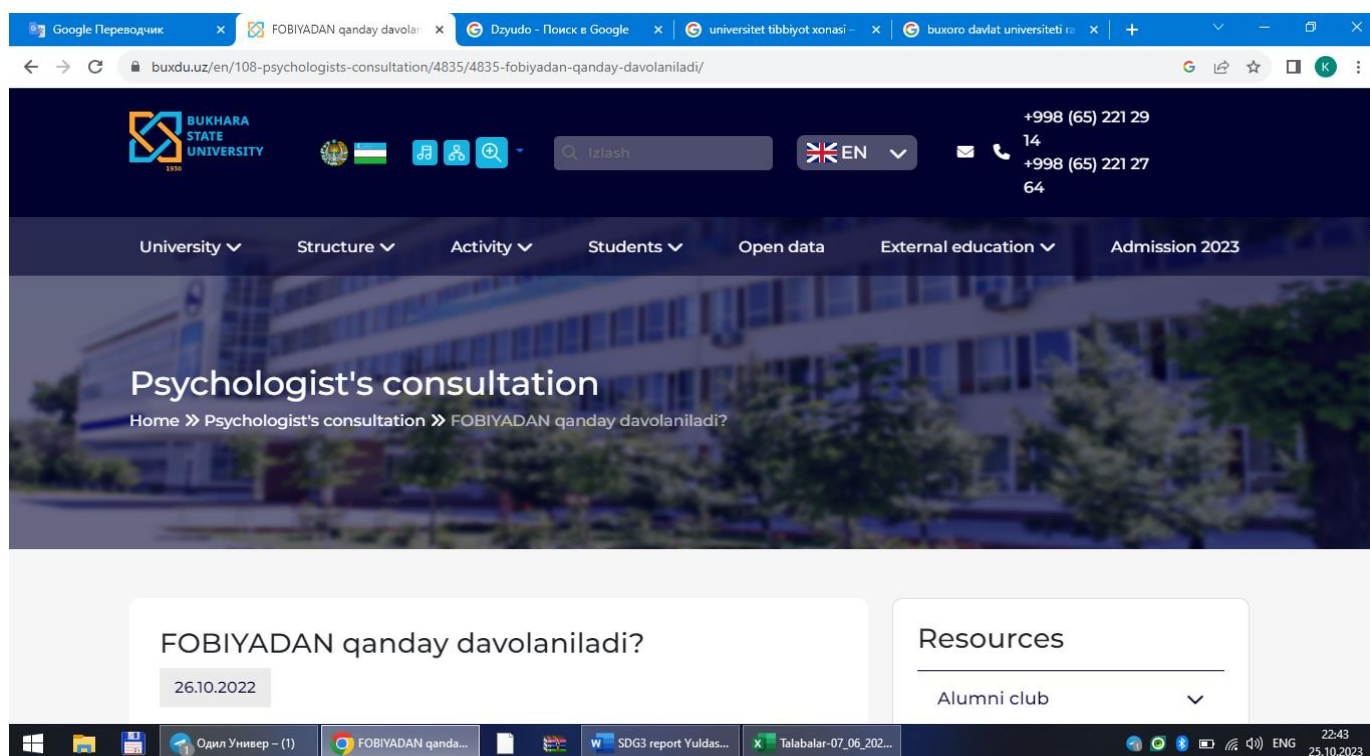 Google Переводчик
FOBIYADAN qanday davolan
Dzyudo - Поиск в Google
universitet tibbiyot xonasi –
buxoro davlat universiteti ra
buxdu.uz/en/108-psychologists-consultation/4835/4835-fobiyadan-qanday-davolaniladi/
G
K
BUKHARA
STATE
UNIVERSITY
1930
Izlash
EN
+998 (65) 221 29
14
+998 (65) 221 27
64
University
Structure
Activity
Students
Open data
External education
Admission 2023
Psychologist's consultation
Home » Psychologist's consultation » FOBIYADAN qanday davolaniladi?
FOBIYADAN qanday davolaniladi?
26.10.2022
Resources
Alumni club
Одил Универ – (1)
FOBIYADAN qanda...
SDG3 report Yuldas...
Talabalar-07_06_202...
ENG
22:43
25.10.2023